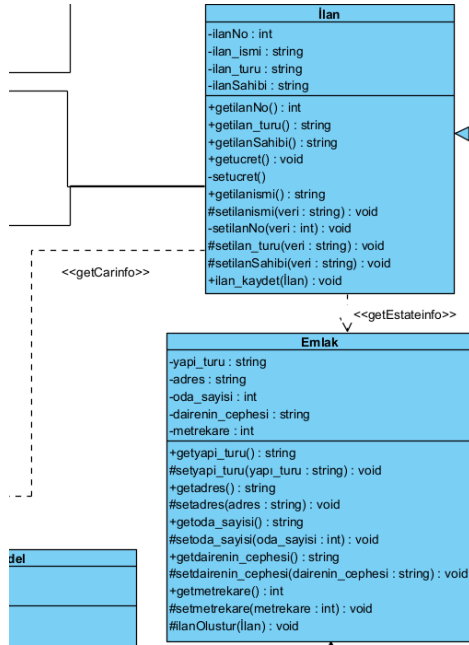 İlan
-ilanNo : int
-ilan_ismi : string
-ilan_turu : string
-ilanSahibi : string
+getilanNo() : int
+getilan_turu() : string
+getilanSahibi() : string
+getucret() : void
-setucret()
+getilanismi() : string
#setilanismi(veri : string) : void
-setilanNo(veri : int) : void
#setilan_turu(veri : string) : void
#setilanSahibi(veri : string) : void
+ilan_kaydet(İlan) : void
<<getCarinfo>>
<<getEstateinfo>>
Emlak
-yapi_turu : string
-adres : string
-oda_sayisi : int
-dairenin_cephesi : string
-metrekare : int
+getyapi_turu() : string
#setyapi_turu(yapı_turu : string) : void
+getadres() : string
#setadres(adres : string) : void
+getoda_sayisi() : string
#setoda_sayisi(oda_sayisi : int) : void
+getdairenin_cephesi() : string
#setdairenin_cephesi(dairenin_cephesi : string) : void
+getmetrekare() : int
#setmetrekare(metrekare : int) : void
#ilanOlustur(İlan) : void
del